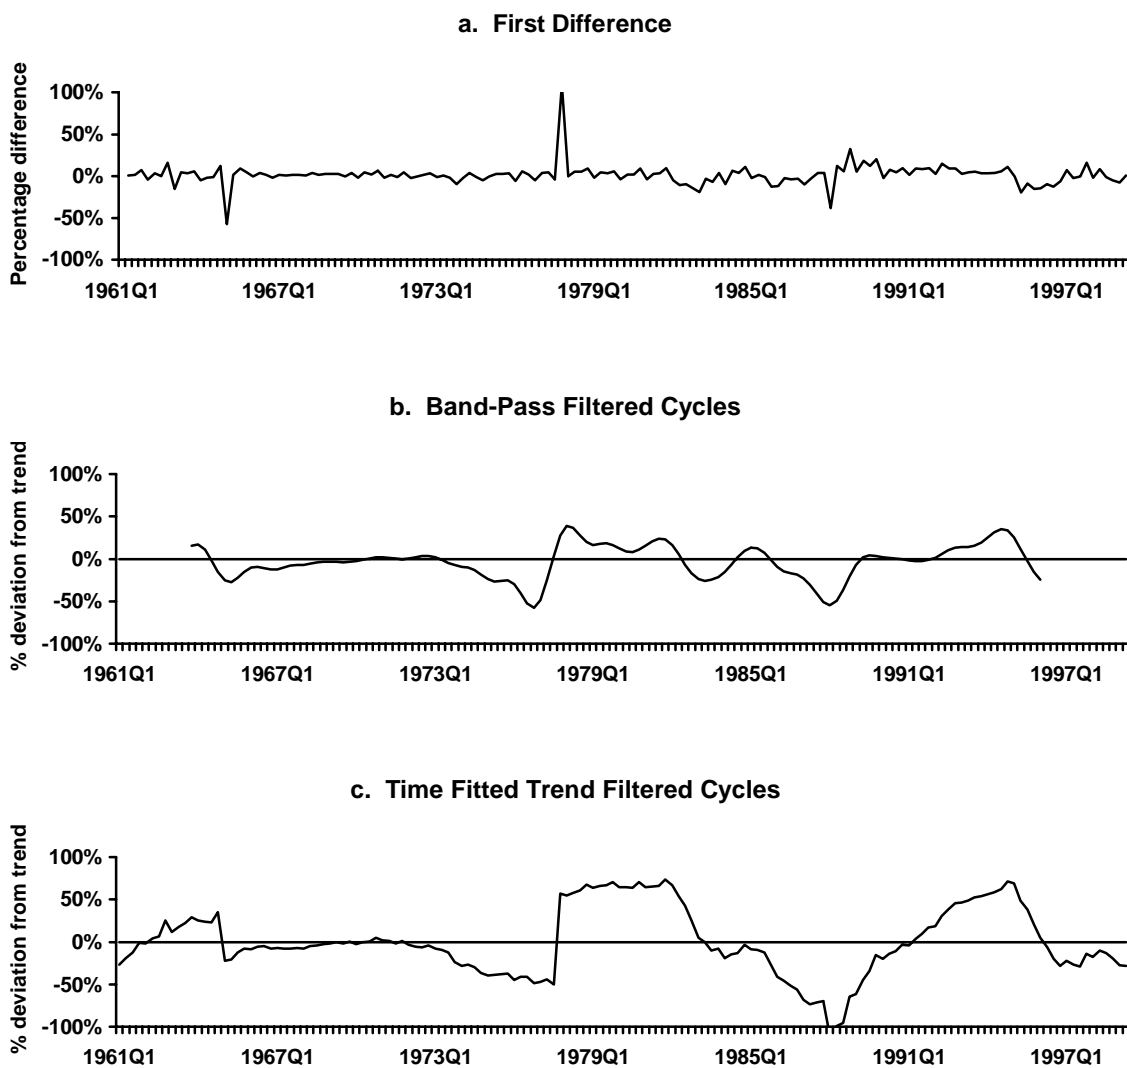 a. First Difference
Percentage difference
100%
50%
0%
-50%
-100%
1961Q1 1967Q1 1973Q1 1979Q1 1985Q1 1991Q1 1997Q1
b. Band-Pass Filtered Cycles
% deviation from trend
100%
50%
0%
-50%
-100%
1961Q1 1967Q1 1973Q1 1979Q1 1985Q1 1991Q1 1997Q1
c. Time Fitted Trend Filtered Cycles
% deviation from trend
100%
50%
0%
-50%
-100%
1961Q1 1967Q1 1973Q1 1979Q1 1985Q1 1991Q1 1997Q1